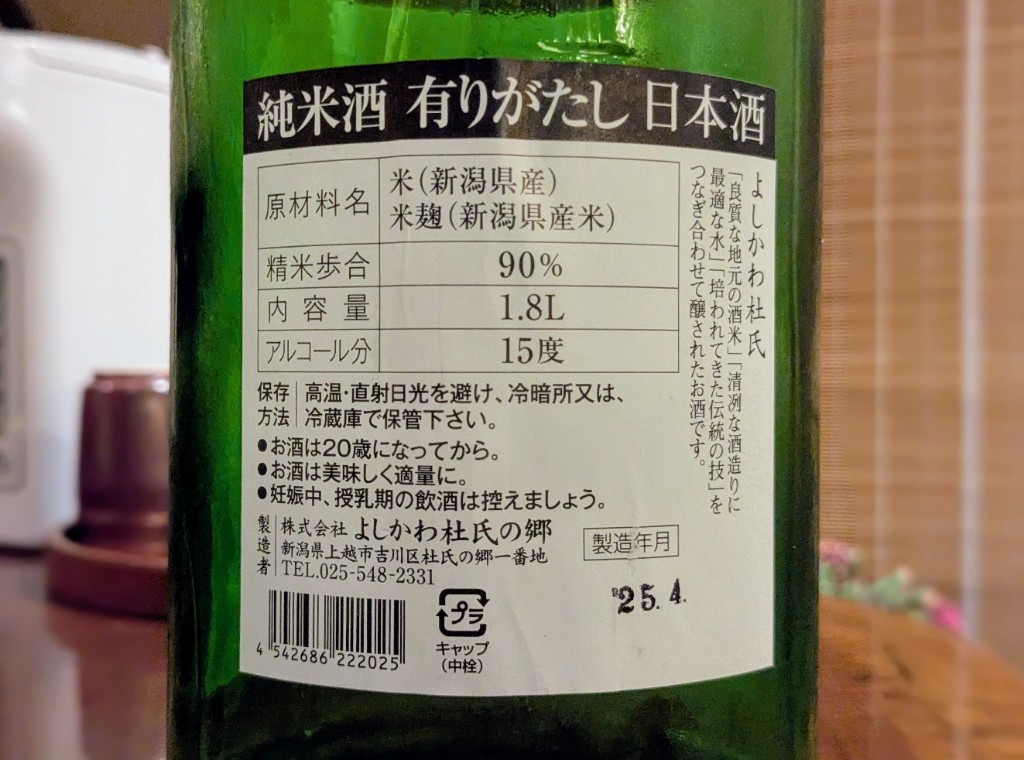 純米酒 有りがたし 日本酒
原材料名 米(新潟県産)
米麹(新潟県産米)
精米歩合 90%
内容量 1.8L
アルコール分 15度
よしかわ杜氏
「良質な地元の酒米」「清冽な酒造りに
最適な水」「培われてきた伝統の技」を
つなぎ合わせて醸されたお酒です。
保存方法 高温・直射日光を避け、冷暗所又は、
冷蔵庫で保管下さい。
●お酒は20歳になってから。
●お酒は美味しく適量に。
●妊娠中、授乳期の飲酒は控えましょう。
製造者 株式会社 よしかわ杜氏の郷
新潟県上越市吉川区杜氏の郷一番地
TEL.025-548-2331
製造年月
25.4.
4 542686 222025
プラ
キャップ
(中栓)